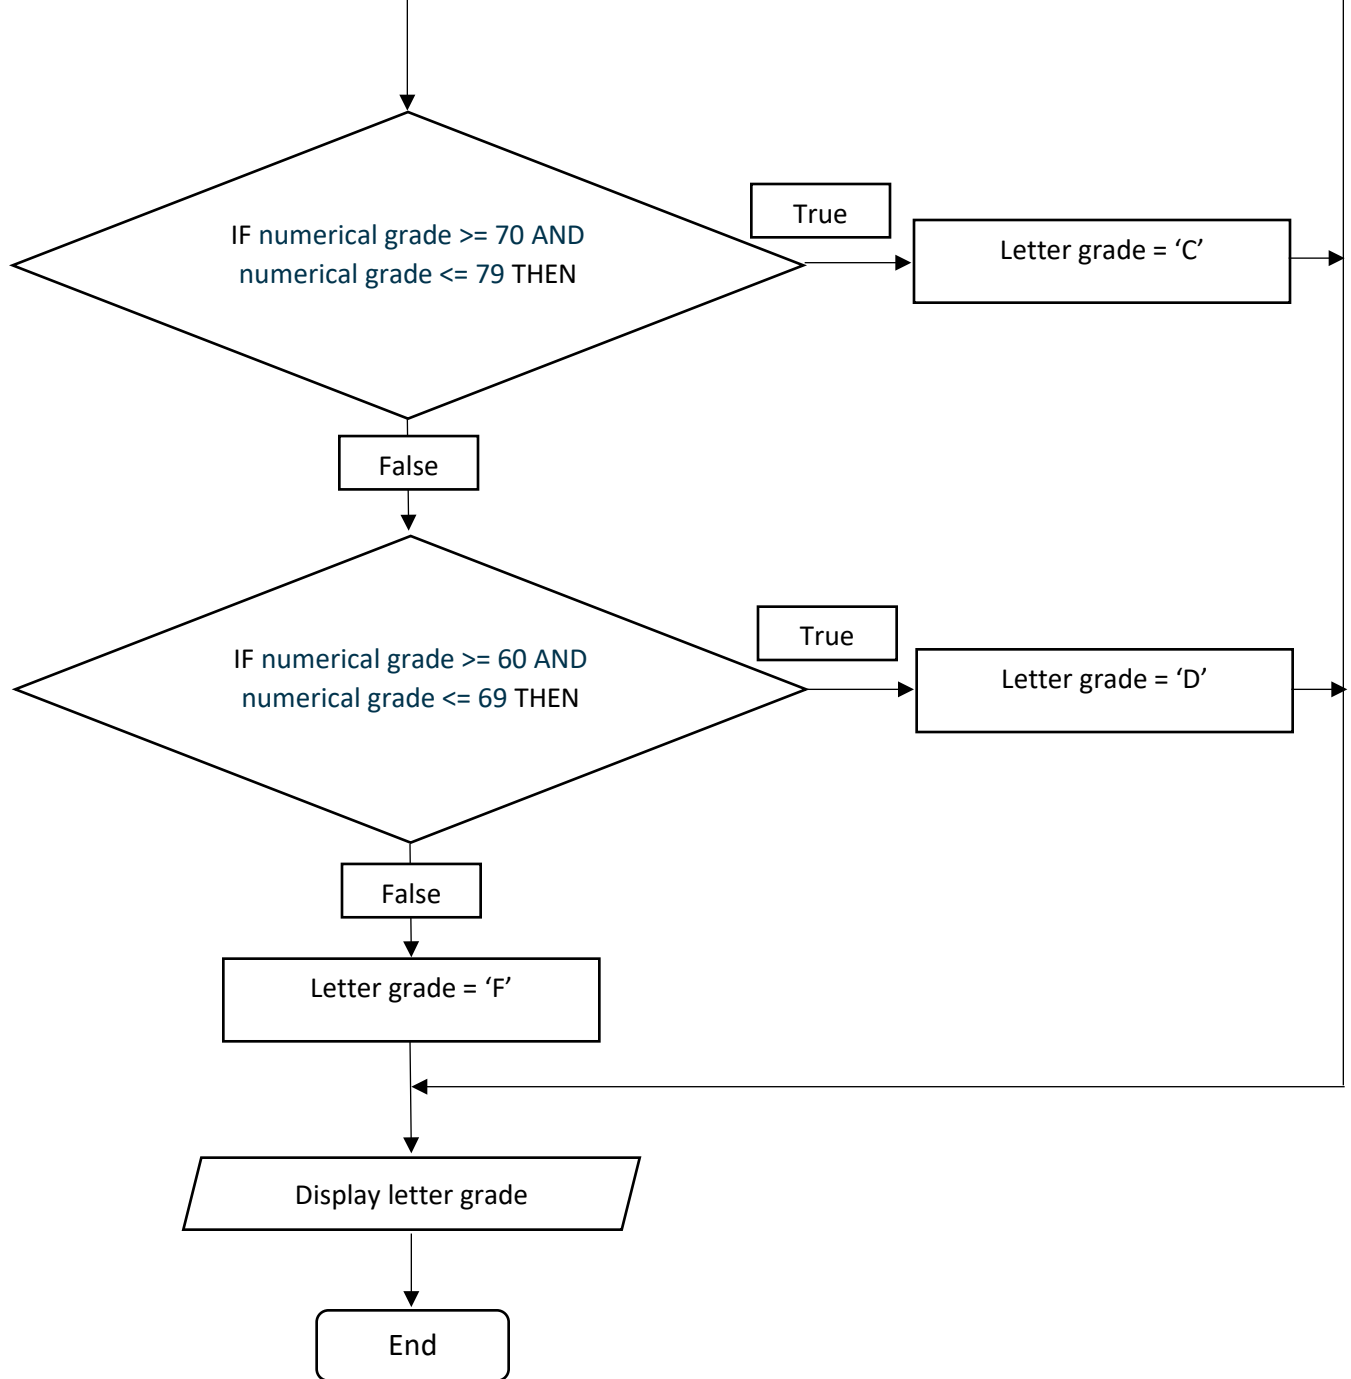 True
IF numerical grade >= 70 AND
numerical grade <= 79 THEN
Letter grade = ‘C’
False
True
IF numerical grade >= 60 AND
numerical grade <= 69 THEN
Letter grade = ‘D’
False
Letter grade = ‘F’
Display letter grade
End